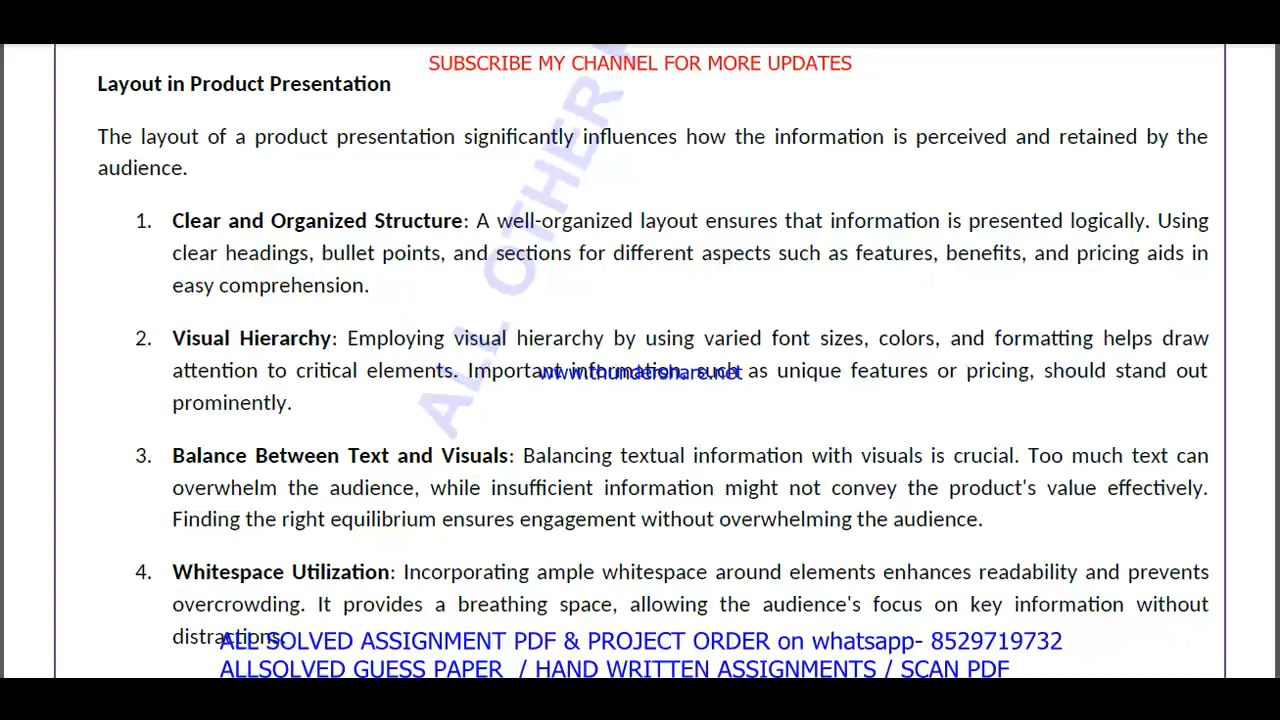 SUBSCRIBE MY CHANNEL FOR MORE UPDATES
Layout in Product Presentation
The layout of a product presentation significantly influences how the information is perceived and retained by the
audience.
1. Clear and Organized Structure: A well-organized layout ensures that information is presented logically. Using
clear headings, bullet points, and sections for different aspects such as features, benefits, and pricing aids in
easy comprehension.
2. Visual Hierarchy: Employing visual hierarchy by using varied font sizes, colors, and formatting helps draw
attention to critical elements. Important information, such as unique features or pricing, should stand out
www.thundershare.net
prominently.
3. Balance Between Text and Visuals: Balancing textual information with visuals is crucial. Too much text can
overwhelm the audience, while insufficient information might not convey the product's value effectively.
Finding the right equilibrium ensures engagement without overwhelming the audience.
4. Whitespace Utilization: Incorporating ample whitespace around elements enhances readability and prevents
overcrowding. It provides a breathing space, allowing the audience's focus on key information without
distractions.
ALL SOLVED ASSIGNMENT PDF & PROJECT ORDER on whatsapp- 8529719732
ALLSOLVED GUESS PAPER / HAND WRITTEN ASSIGNMENTS / SCAN PDF
ALL OTHER